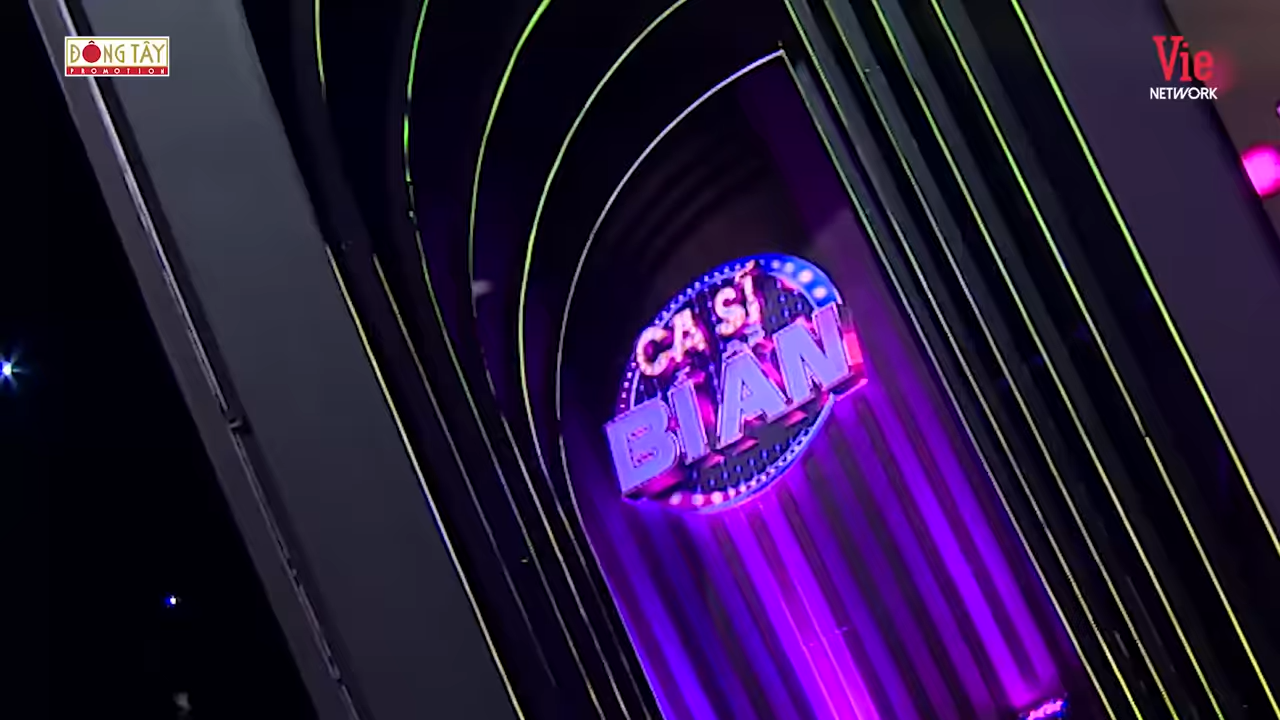 ĐÔNG TÂY
PROMOTION
Vie
NETWORK
CA SĨ
BÍ ẨN